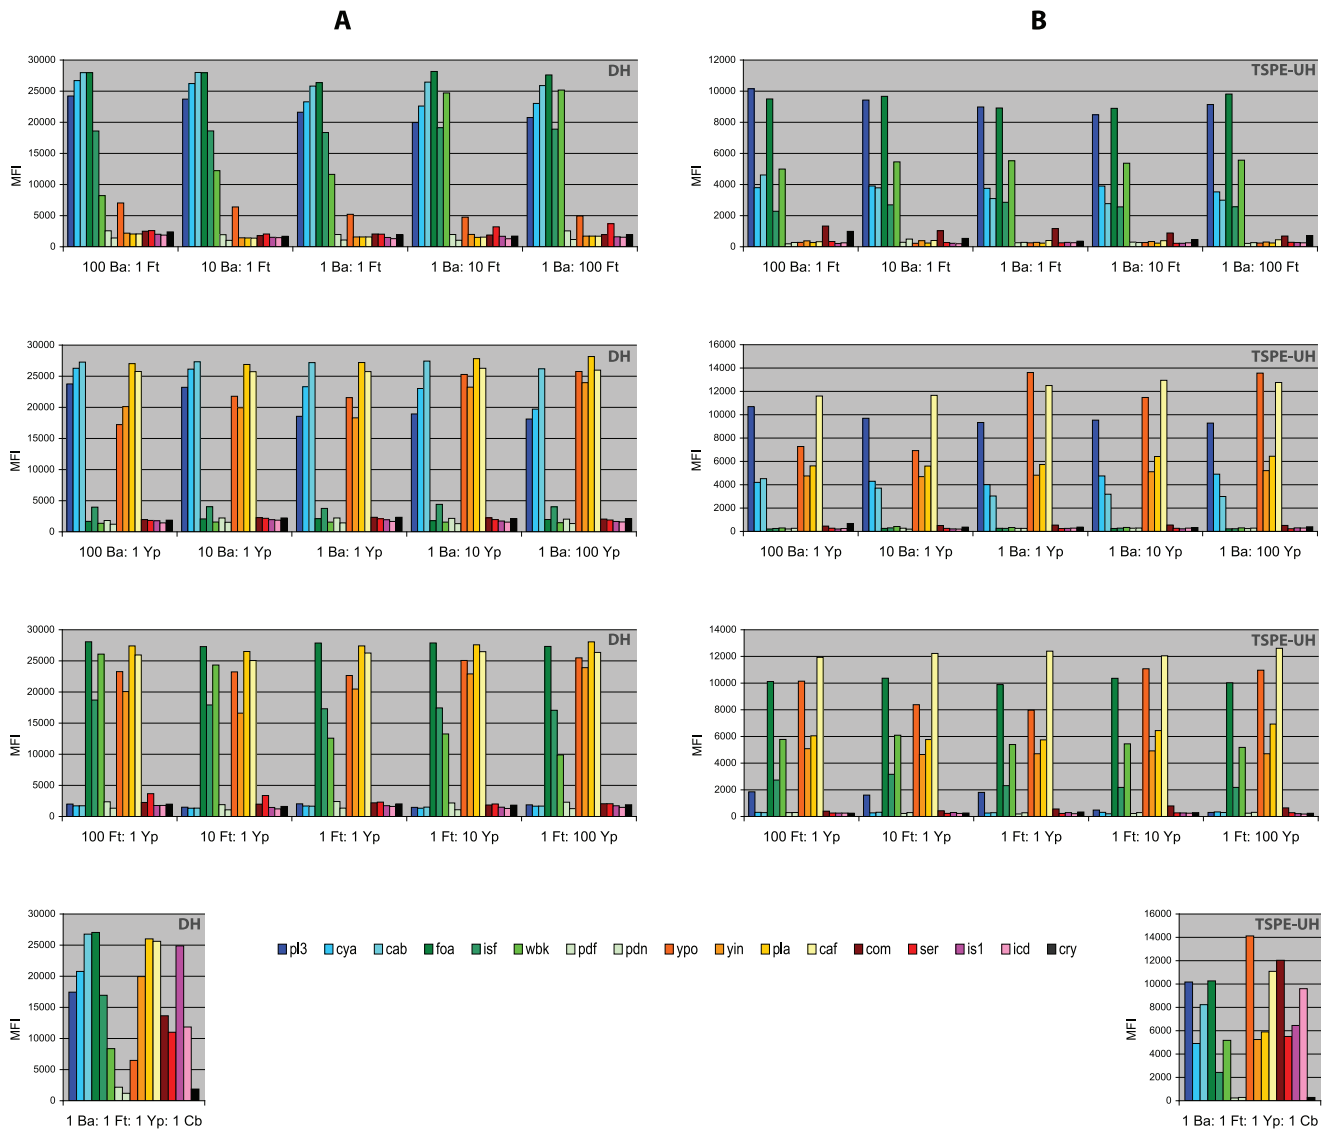 A
B
DH
30000
25000
20000
15000
10000
5000
0
MFI
100 Ba: 1 Ft
10 Ba: 1 Ft
1 Ba: 1 Ft
1 Ba: 10 Ft
1 Ba: 100 Ft
TSPE-UH
12000
10000
8000
6000
4000
2000
0
MFI
100 Ba: 1 Ft
10 Ba: 1 Ft
1 Ba: 1 Ft
1 Ba: 10 Ft
1 Ba: 100 Ft
DH
30000
25000
20000
15000
10000
5000
0
MFI
100 Ba: 1 Yp
10 Ba: 1 Yp
1 Ba: 1 Yp
1 Ba: 10 Yp
1 Ba: 100 Yp
TSPE-UH
16000
14000
12000
10000
8000
6000
4000
2000
0
MFI
100 Ba: 1 Yp
10 Ba: 1 Yp
1 Ba: 1 Yp
1 Ba: 10 Yp
1 Ba: 100 Yp
DH
30000
25000
20000
15000
10000
5000
0
MFI
100 Ft: 1 Yp
10 Ft: 1 Yp
1 Ft: 1 Yp
1 Ft: 10 Yp
1 Ft: 100 Yp
TSPE-UH
14000
12000
10000
8000
6000
4000
2000
0
MFI
100 Ft: 1 Yp
10 Ft: 1 Yp
1 Ft: 1 Yp
1 Ft: 10 Yp
1 Ft: 100 Yp
DH
30000
25000
20000
15000
10000
5000
0
MFI
1 Ba: 1 Ft: 1 Yp: 1 Cb
pl3 cya cab foa isf wbk pdf pdn ypo yin pla caf com ser is1 icd cry
TSPE-UH
16000
14000
12000
10000
8000
6000
4000
2000
0
MFI
1 Ba: 1 Ft: 1 Yp: 1 Cb